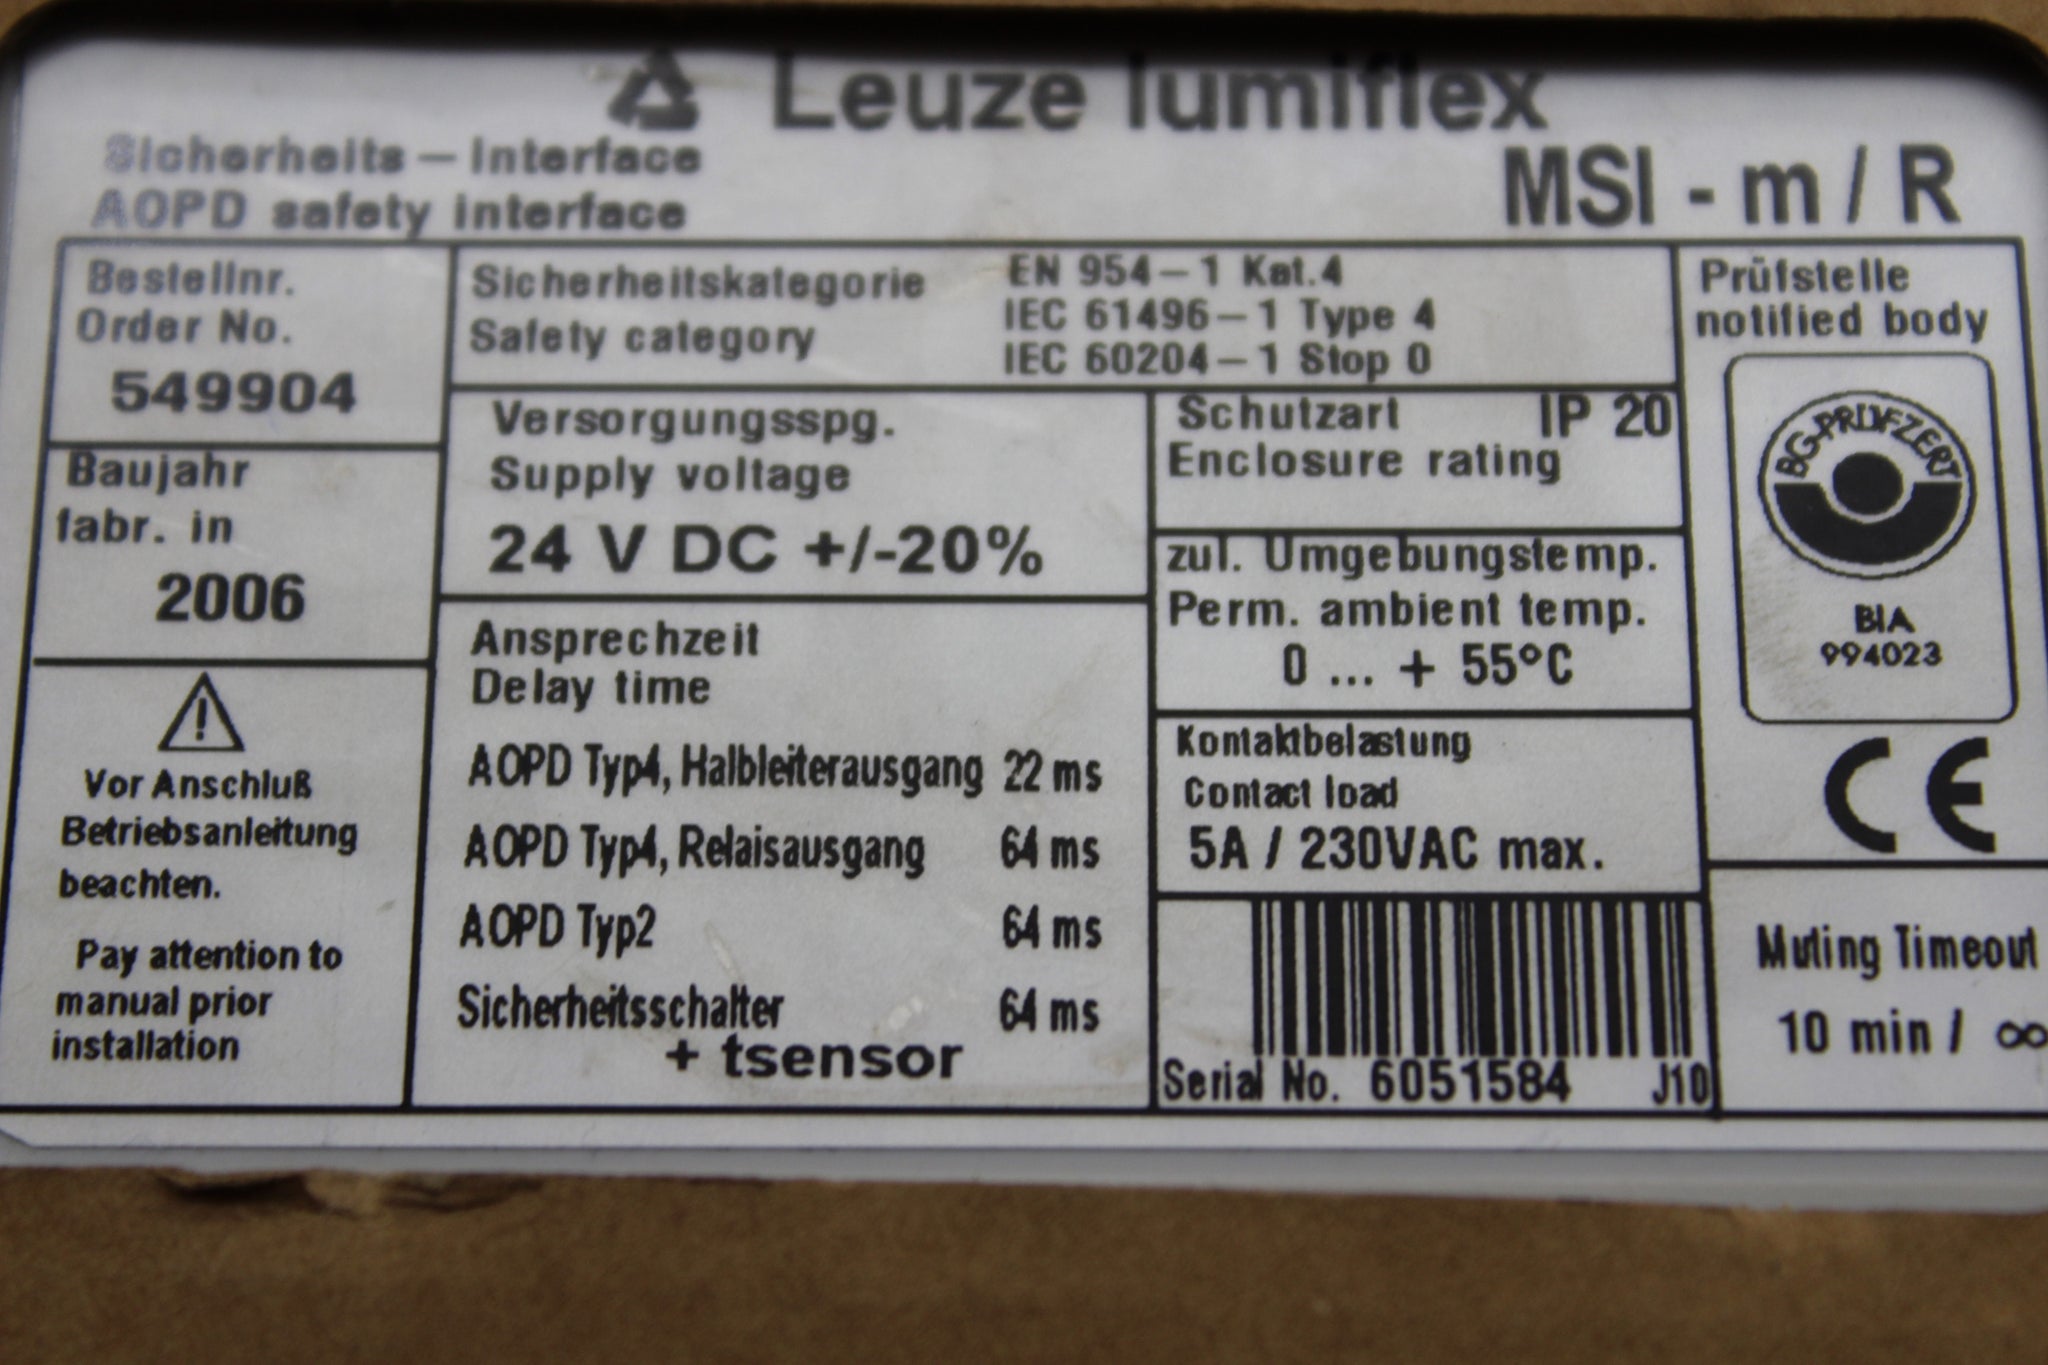 Leuze lumiflex
Sicherheits – Interface
AOPD safety interface
MSI - m / R
Bestellnr.
Order No.
549904
Baujahr
fabr. in
2006
Vor Anschluß
Betriebsanleitung
beachten.
Pay attention to
manual prior
installation
Sicherheitskategorie
Safety category
EN 954–1 Kat.4
IEC 61496–1 Type 4
IEC 60204–1 Stop 0
Versorgungsspg.
Supply voltage
24 V DC +/-20%
Ansprechzeit
Delay time
AOPD Typ4, Halbleiterausgang 22 ms
AOPD Typ4, Relaisausgang 64 ms
AOPD Typ2 64 ms
Sicherheitsschalter 64 ms
+ tsensor
Schutzart IP 20
Enclosure rating
zul. Umgebungstemp.
Perm. ambient temp.
0 ... + 55°C
Kontaktbelastung
Contact load
5A / 230VAC max.
Serial No. 6051584 J10
Prüfstelle
notified body
BG-PRÜFZERT
BIA
994023
CE
Muting Timeout
10 min / ∞